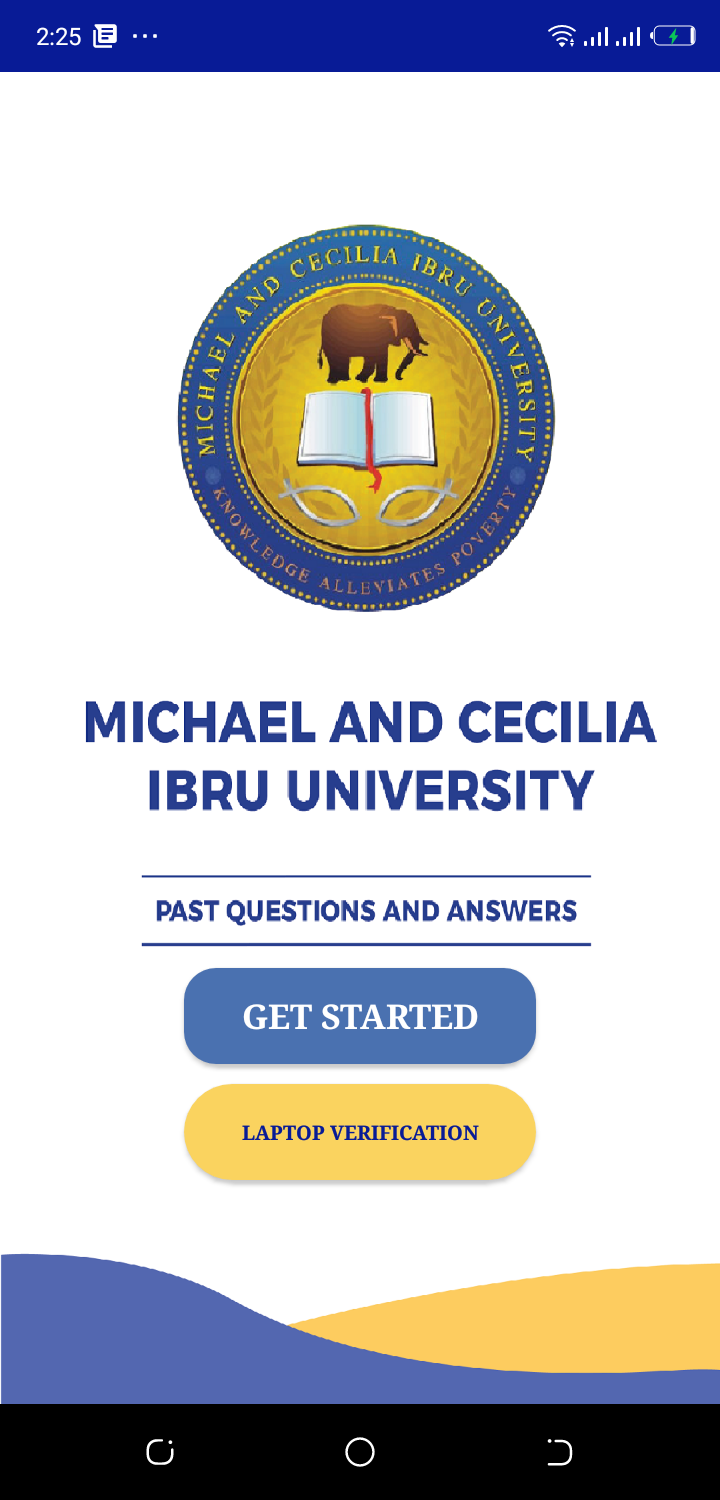 2:25
MICHAEL AND CECILIA IBRU UNIVERSITY
KNOWLEDGE ALLEVIATES POVERTY
MICHAEL AND CECILIA
IBRU UNIVERSITY
PAST QUESTIONS AND ANSWERS
GET STARTED
LAPTOP VERIFICATION